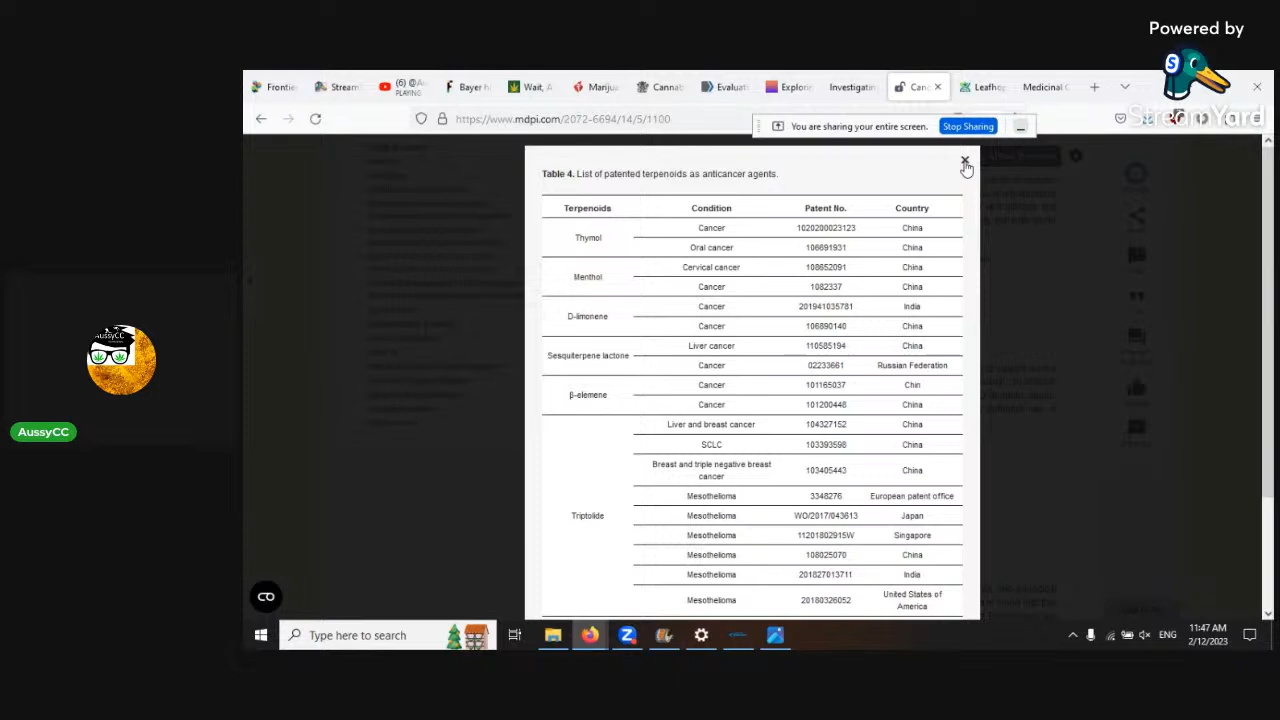 Powered by
StreamYard
Frontie
Stream
(6) @A
PLAYING
Bayer h
Wait, A
Mariju
Cannab
Evaluat
Explorin
Investigatin
Canc
Leafho
Medicinal C
https://www.mdpi.com/2072-6694/14/5/1100
You are sharing your entire screen.
Stop Sharing
Table 4. List of patented terpenoids as anticancer agents.
Terpenoids Condition Patent No. Country
Thymol
Cancer 1020200023123 China
Oral cancer 106691931 China
Menthol
Cervical cancer 108652091 China
Cancer 1082337 China
D-limonene
Cancer 201941035781 India
Cancer 106890140 China
Sesquiterpene lactone
Liver cancer 110585194 China
Cancer 02233661 Russian Federation
β-elemene
Cancer 101165037 Chin
Cancer 101200448 China
Triptolide
Liver and breast cancer 104327152 China
SCLC 103393598 China
Breast and triple negative breast
cancer 103405443 China
Mesothelioma 3348276 European patent office
Mesothelioma WO/2017/043613 Japan
Mesothelioma 11201802915W Singapore
Mesothelioma 108025070 China
Mesothelioma 201827013711 India
Mesothelioma 20180326052 United States of
America
AussyCC
AussyCC
Type here to search
ENG
11:47 AM
2/12/2023